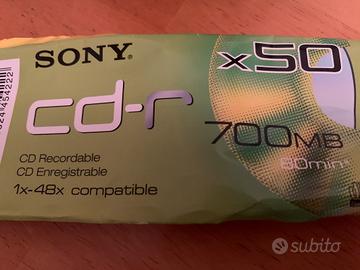 SONY®
x50
cd-r
700MB
80min*
CD Recordable
CD Enregistrable
1x-48x compatible
subito